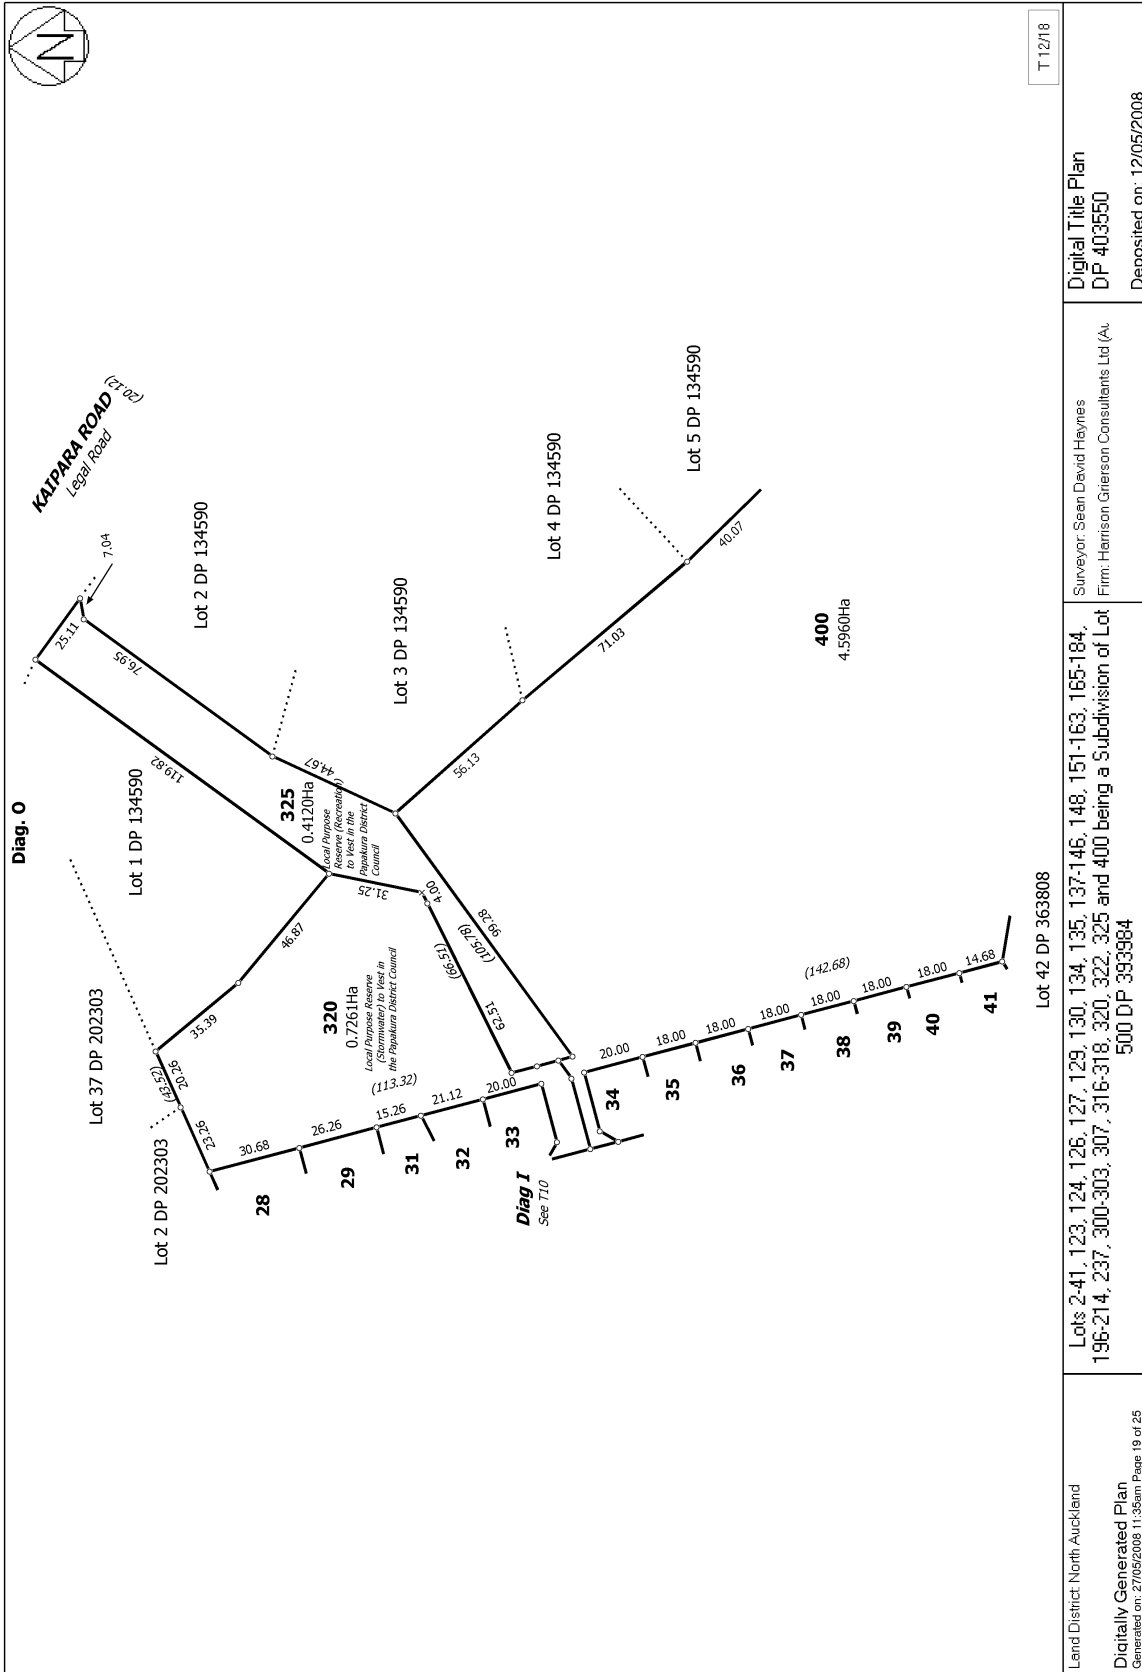 Diag. O
N
T 12/18
KAIPARA ROAD
Legal Road
(20.12)
7.04
25.11
76.95
119.82
Lot 2 DP 134590
Lot 1 DP 134590
Lot 37 DP 202303
Lot 2 DP 202303
Lot 3 DP 134590
Lot 4 DP 134590
Lot 5 DP 134590
44.67
325
0.4120Ha
Local Purpose
Reserve (Recreation)
to Vest in the
Papakura District
Council
31.25
4.00
46.87
35.39
20.26
(43.52)
23.26
320
0.7261Ha
Local Purpose Reserve
(Stormwater) to Vest in
the Papakura District Council
(113.32)
(66.51)
62.51
99.28
(105.78)
56.13
71.03
40.07
400
4.5960Ha
30.68
26.26
15.26
21.12
20.00
28
29
31
32
33
Diag I
See T10
20.00
18.00
18.00
18.00
18.00
18.00
18.00
14.68
(142.68)
34
35
36
37
38
39
40
41
Lot 42 DP 363808
Land District: North Auckland
Digitally Generated Plan
Generated on: 27/05/2008 11:35am Page 19 of 25
Lots 2-41, 123, 124, 126, 127, 129, 130, 134, 135, 137-146, 148, 151-163, 165-184,
196-214, 237, 300-303, 307, 316-318, 320, 322, 325 and 400 being a Subdivision of Lot
500 DP 393984
Surveyor: Sean David Haynes
Firm: Harrison Grierson Consultants Ltd (Au
Digital Title Plan
DP 403550
Deposited on: 12/05/2008